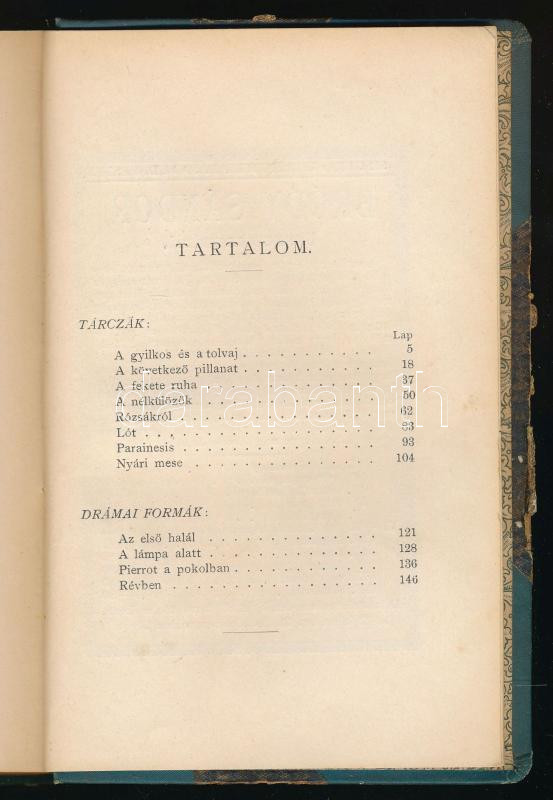 TARTALOM.
TÁRCZÁK:
Lap
A gyilkos és a tolvaj 5
A következő pillanat 18
A fekete ruha 37
A nélkülözők 50
Rózsákról 62
Lót 83
Parainesis 93
Nyári mese 104
DRÁMAI FORMÁK:
Az első halál 121
A lámpa alatt 128
Pierrot a pokolban 136
Révben 146
darabanth